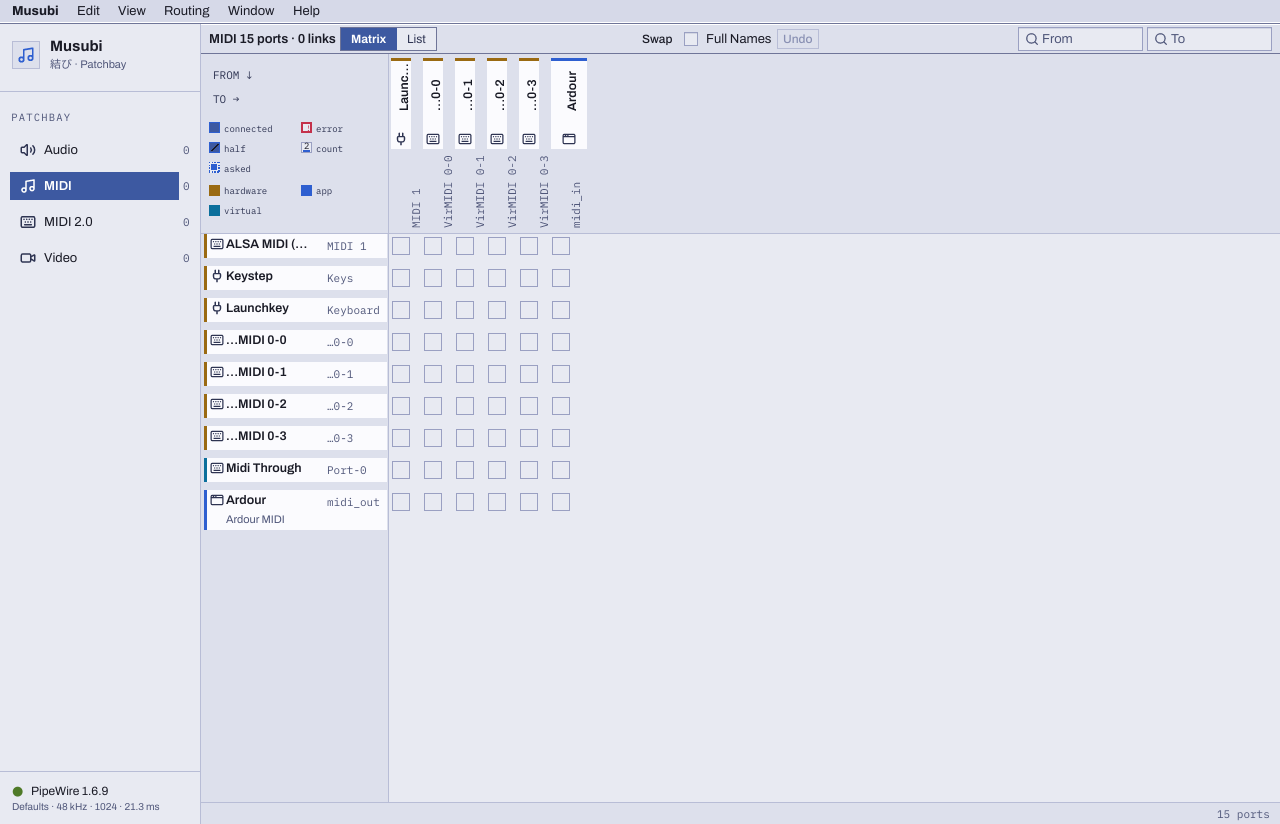 Musubi Edit View Routing Window Help
Musubi
結び · Patchbay
PATCHBAY
Audio 0
MIDI 0
MIDI 2.0 0
Video 0
PipeWire 1.6.9
Defaults · 48 kHz · 1024 · 21.3 ms
MIDI 15 ports · 0 links Matrix List Swap Full Names Undo From To
FROM ↓
TO →
connected error
half 2 count
asked
hardware app
virtual
Launc… …0-0 …0-1 …0-2 …0-3 Ardour
MIDI 1 VirMIDI 0-0 VirMIDI 0-1 VirMIDI 0-2 VirMIDI 0-3 midi_in
ALSA MIDI (… MIDI 1
Keystep Keys
Launchkey Keyboard
…MIDI 0-0 …0-0
…MIDI 0-1 …0-1
…MIDI 0-2 …0-2
…MIDI 0-3 …0-3
Midi Through Port-0
Ardour midi_out
Ardour MIDI
15 ports